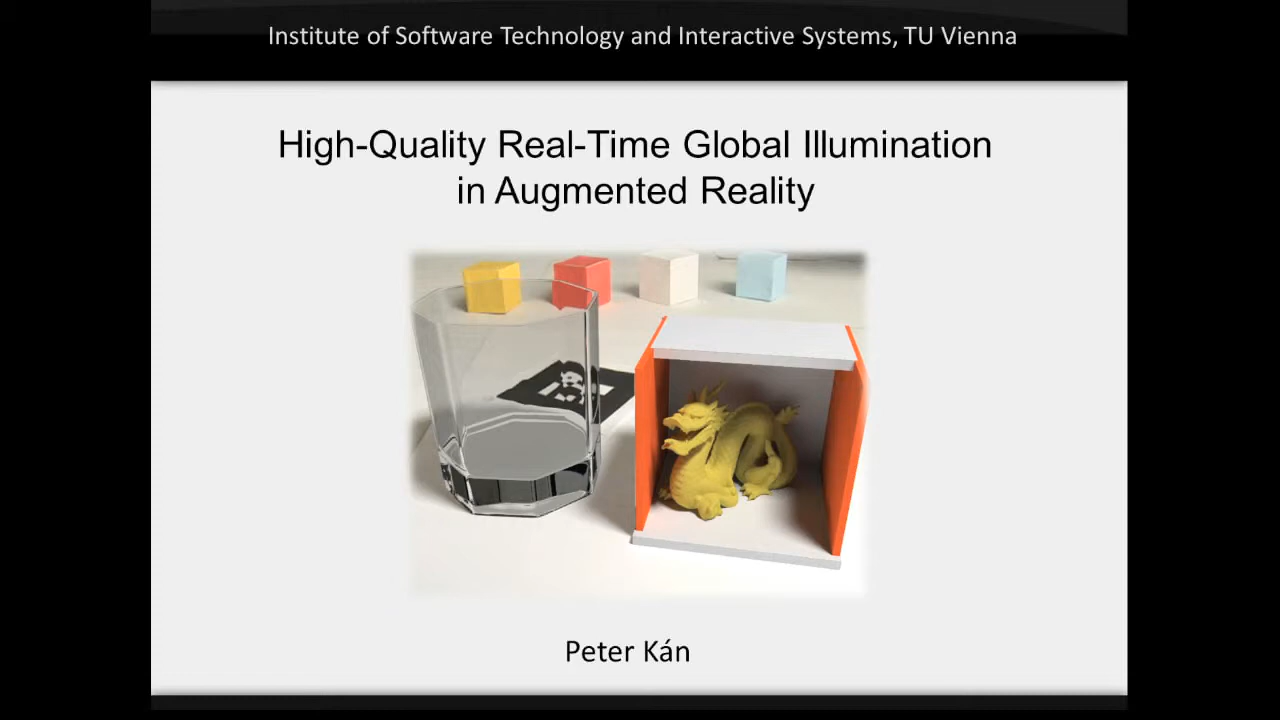 Institute of Software Technology and Interactive Systems, TU Vienna
High-Quality Real-Time Global Illumination
in Augmented Reality
Peter Kán